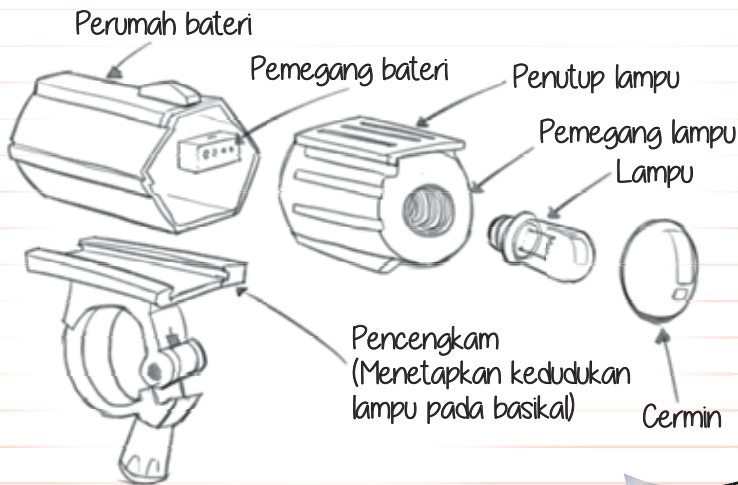 Perumah bateri
Pemegang bateri
Penutup lampu
Pemegang lampu
Lampu
Pencengkam
(Menetapkan kedudukan
lampu pada basikal)
Cermin